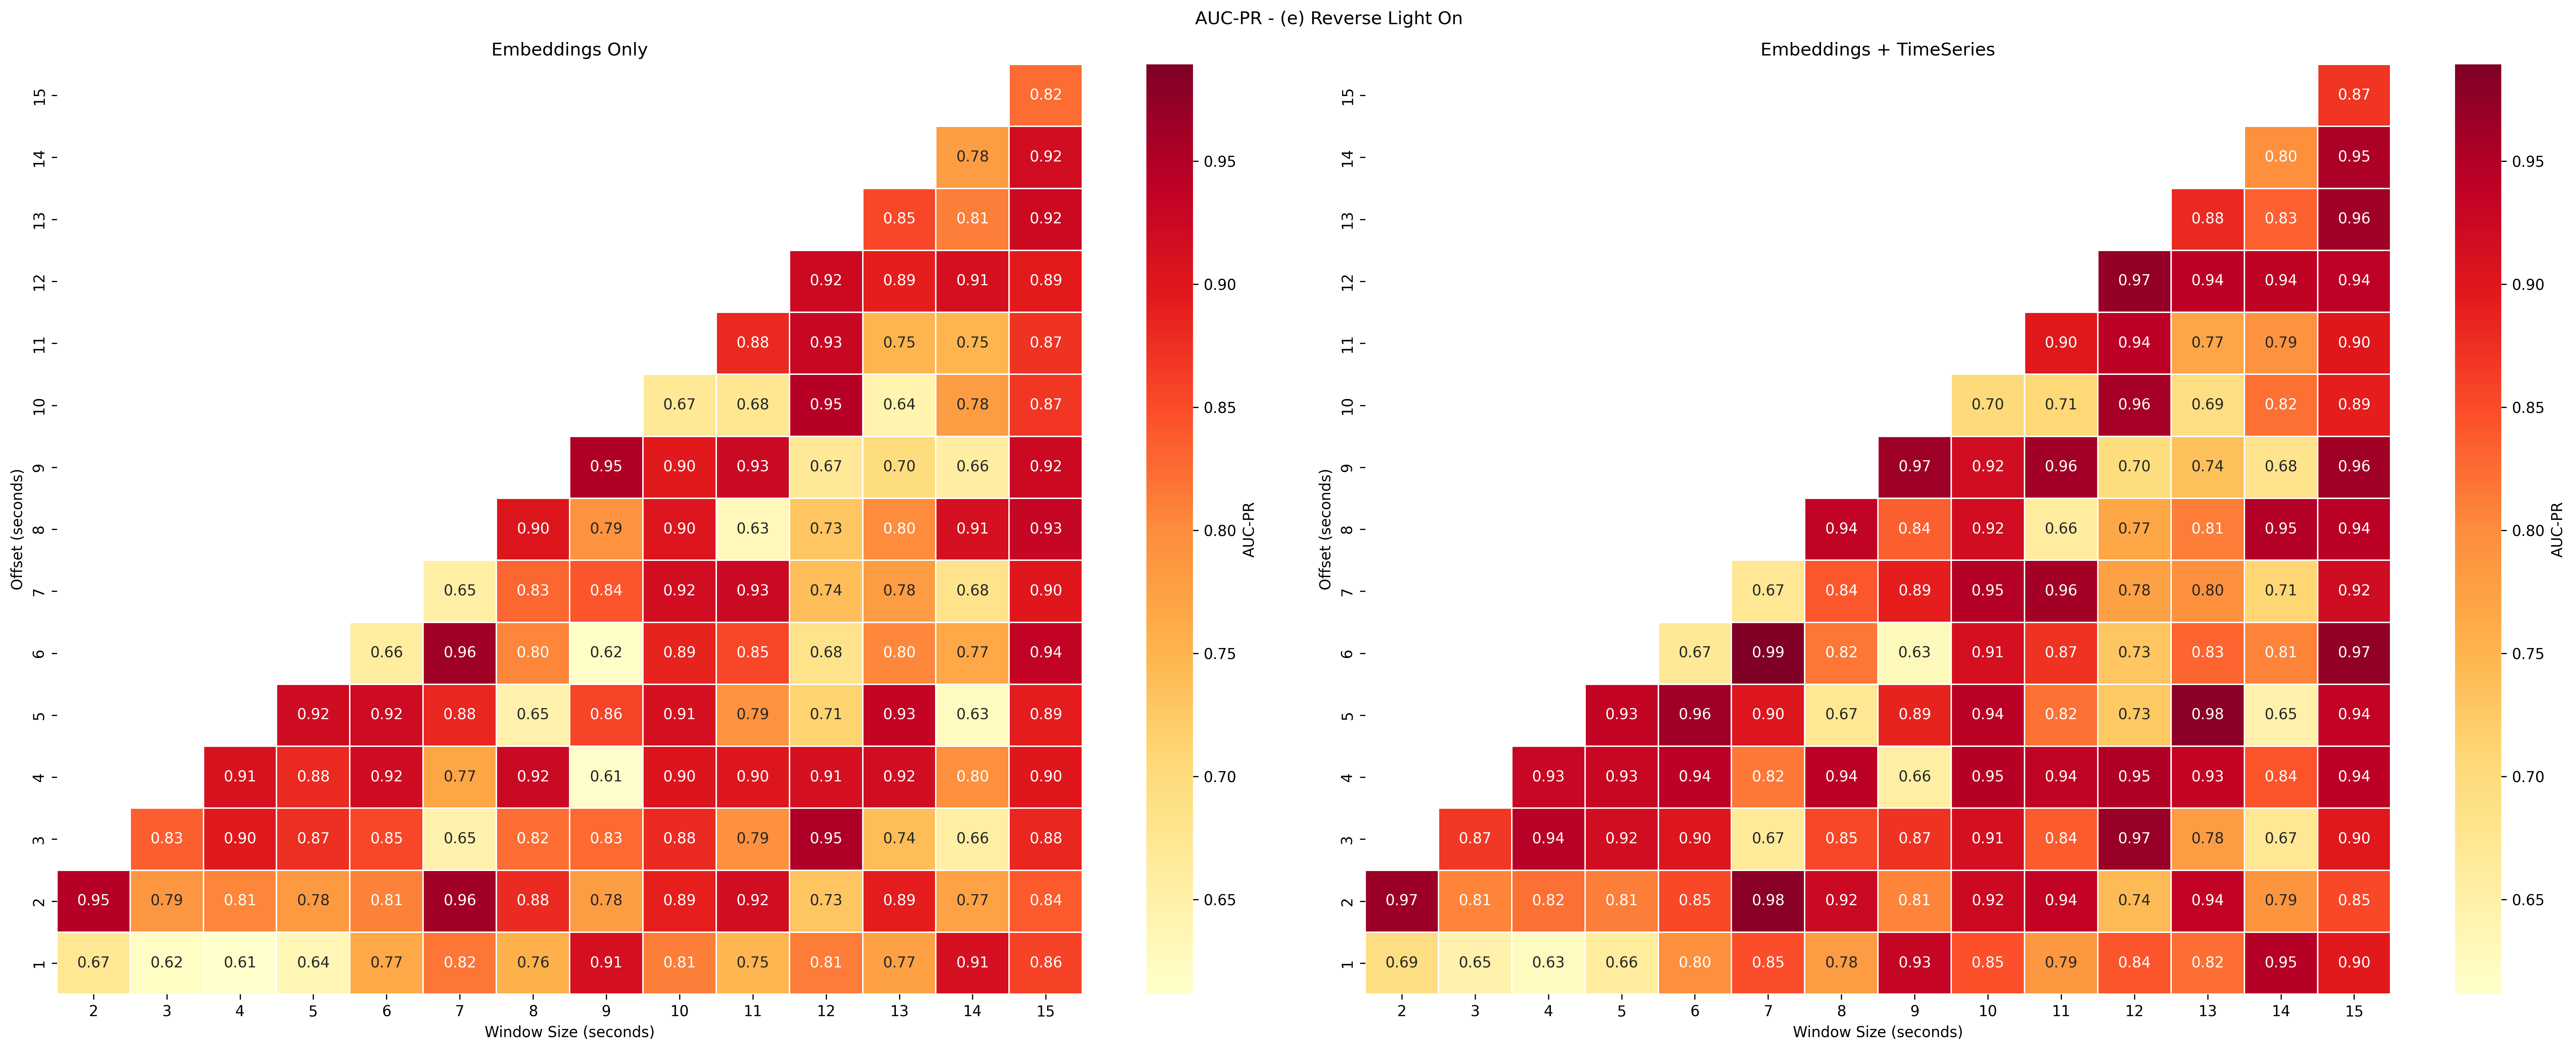 AUC-PR - (e) Reverse Light On
Embeddings Only
Offset (seconds)
15 0.82
14 0.78 0.92
13 0.85 0.81 0.92
12 0.92 0.89 0.91 0.89
11 0.88 0.93 0.75 0.75 0.87
10 0.67 0.68 0.95 0.64 0.78 0.87
9 0.95 0.90 0.93 0.67 0.70 0.66 0.92
8 0.90 0.79 0.90 0.63 0.73 0.80 0.91 0.93
7 0.65 0.83 0.84 0.92 0.93 0.74 0.78 0.68 0.90
6 0.66 0.96 0.80 0.62 0.89 0.85 0.68 0.80 0.77 0.94
5 0.92 0.92 0.88 0.65 0.86 0.91 0.79 0.71 0.93 0.63 0.89
4 0.91 0.88 0.92 0.77 0.92 0.61 0.90 0.90 0.91 0.92 0.80 0.90
3 0.83 0.90 0.87 0.85 0.65 0.82 0.83 0.88 0.79 0.95 0.74 0.66 0.88
2 0.95 0.79 0.81 0.78 0.81 0.96 0.88 0.78 0.89 0.92 0.73 0.89 0.77 0.84
1 0.67 0.62 0.61 0.64 0.77 0.82 0.76 0.91 0.81 0.75 0.81 0.77 0.91 0.86
2 3 4 5 6 7 8 9 10 11 12 13 14 15
Window Size (seconds)
0.95
0.90
0.85
0.80
0.75
0.70
0.65
AUC-PR
Embeddings + TimeSeries
Offset (seconds)
15 0.87
14 0.80 0.95
13 0.88 0.83 0.96
12 0.97 0.94 0.94 0.94
11 0.90 0.94 0.77 0.79 0.90
10 0.70 0.71 0.96 0.69 0.82 0.89
9 0.97 0.92 0.96 0.70 0.74 0.68 0.96
8 0.94 0.84 0.92 0.66 0.77 0.81 0.95 0.94
7 0.67 0.84 0.89 0.95 0.96 0.78 0.80 0.71 0.92
6 0.67 0.99 0.82 0.63 0.91 0.87 0.73 0.83 0.81 0.97
5 0.93 0.96 0.90 0.67 0.89 0.94 0.82 0.73 0.98 0.65 0.94
4 0.93 0.93 0.94 0.82 0.94 0.66 0.95 0.94 0.95 0.93 0.84 0.94
3 0.87 0.94 0.92 0.90 0.67 0.85 0.87 0.91 0.84 0.97 0.78 0.67 0.90
2 0.97 0.81 0.82 0.81 0.85 0.98 0.92 0.81 0.92 0.94 0.74 0.94 0.79 0.85
1 0.69 0.65 0.63 0.66 0.80 0.85 0.78 0.93 0.85 0.79 0.84 0.82 0.95 0.90
2 3 4 5 6 7 8 9 10 11 12 13 14 15
Window Size (seconds)
0.95
0.90
0.85
0.80
0.75
0.70
0.65
AUC-PR